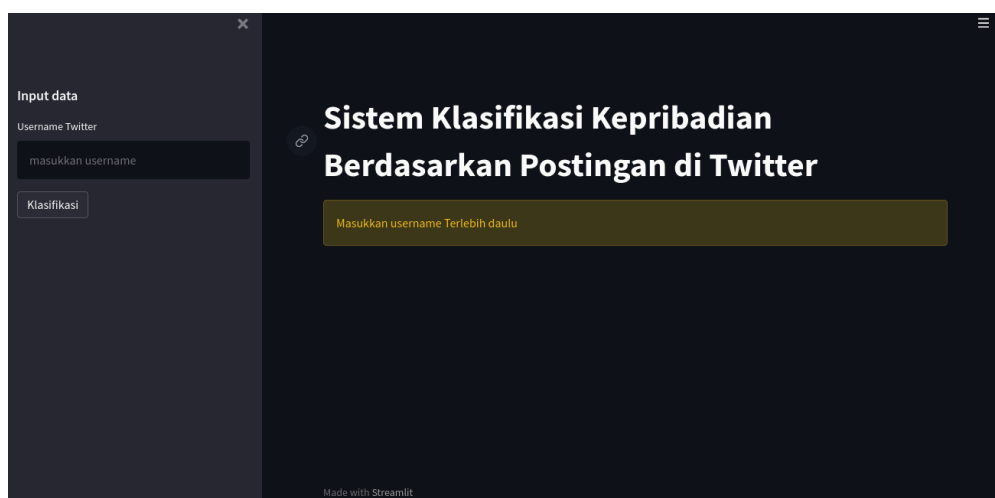 Input data
Username Twitter
masukkan username
Klasifikasi
Sistem Klasifikasi Kepribadian
Berdasarkan Postingan di Twitter
Masukkan username Terlebih daulu
Made with Streamlit